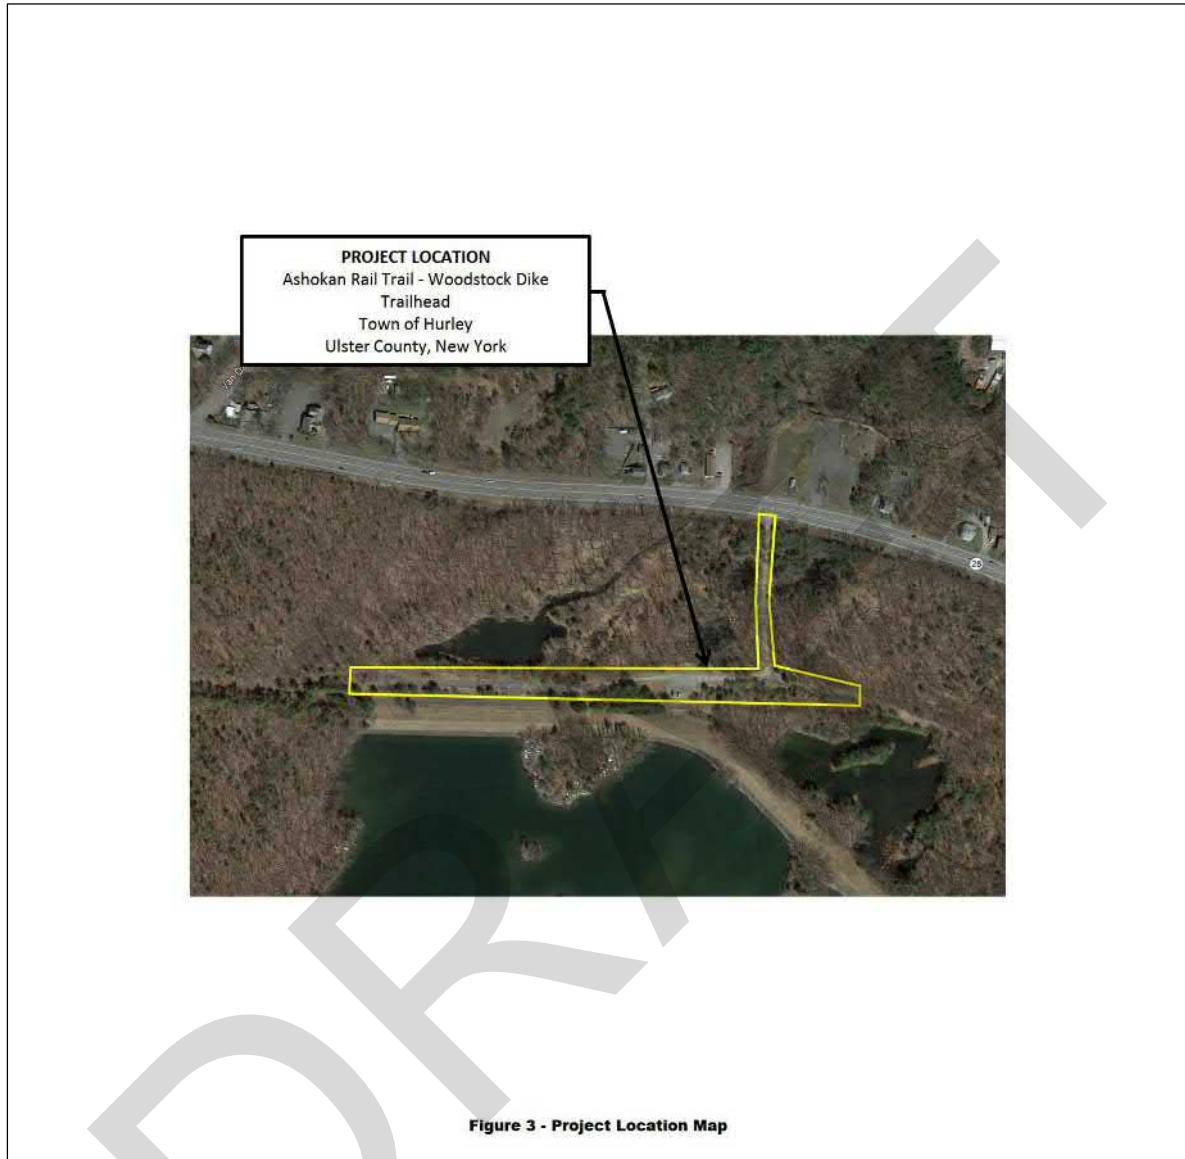 PROJECT LOCATION
Ashokan Rail Trail - Woodstock Dike
Trailhead
Town of Hurley
Ulster County, New York
28
DRAFT
Figure 3 - Project Location Map